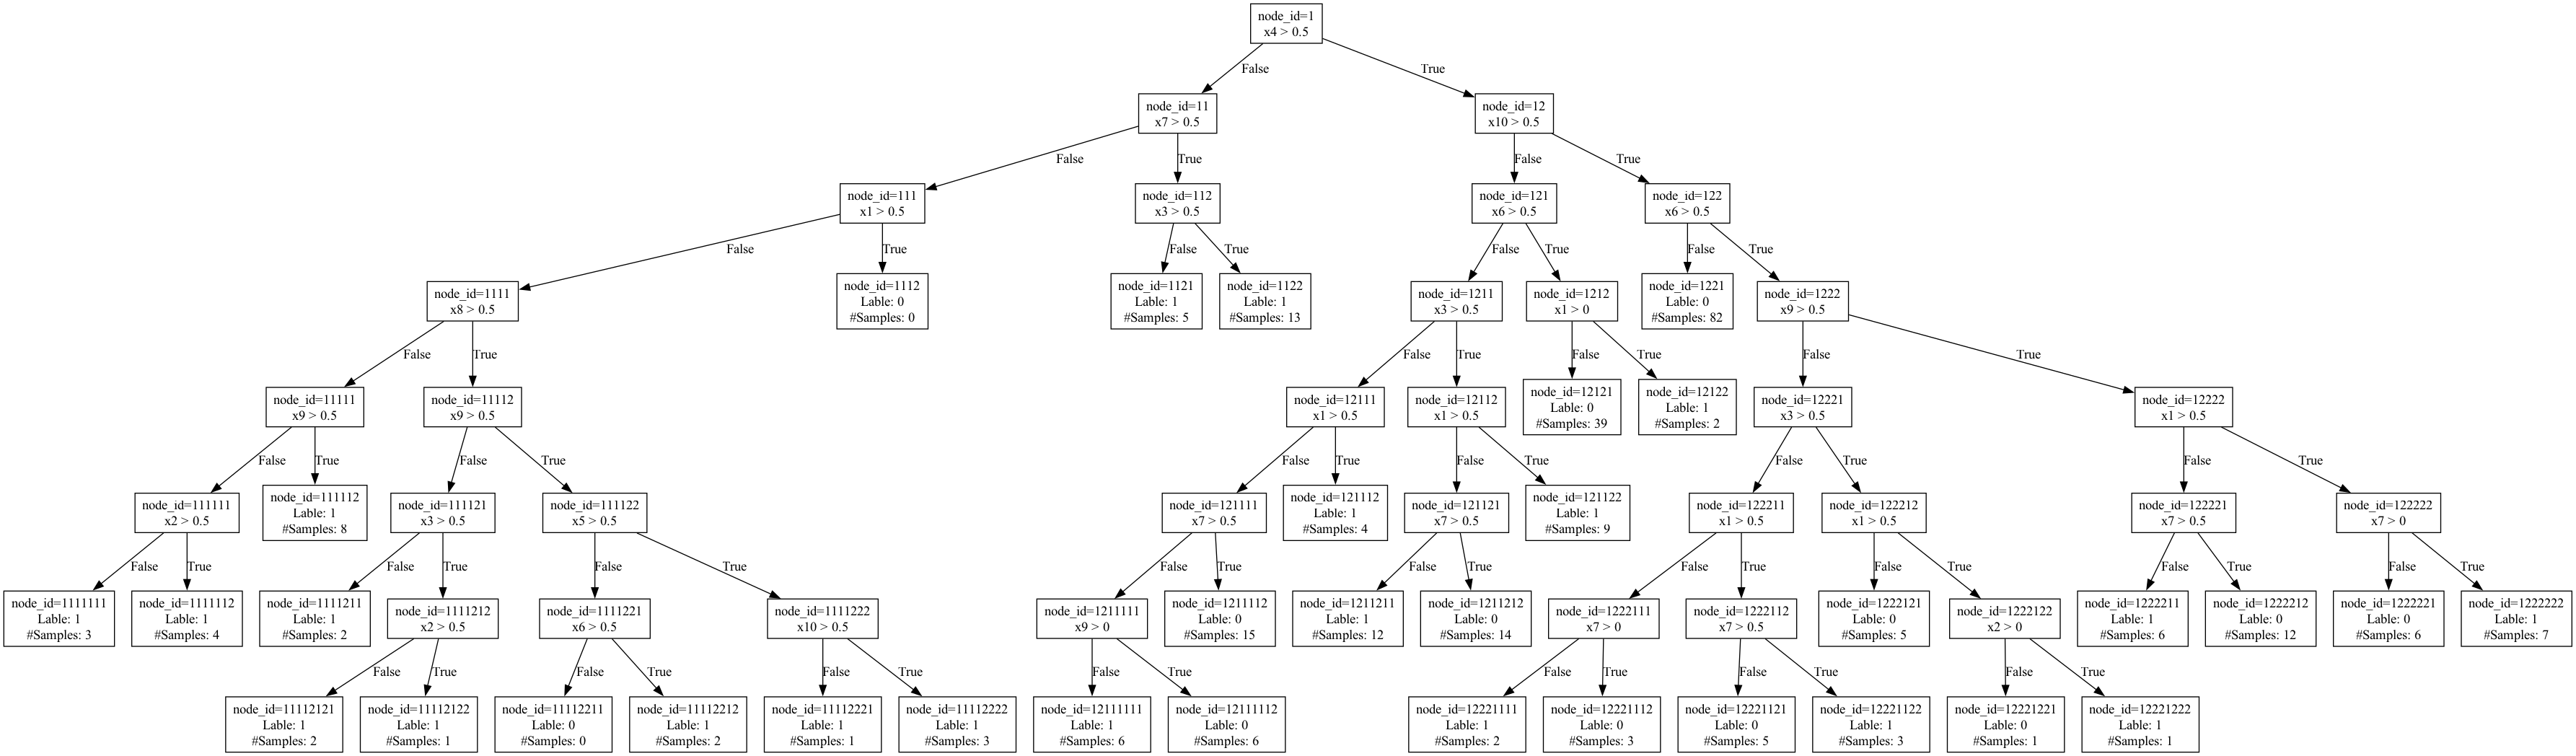 node_id=1
x4 > 0.5
False
True
node_id=11
x7 > 0.5
node_id=12
x10 > 0.5
False
True
False
True
node_id=111
x1 > 0.5
node_id=112
x3 > 0.5
node_id=121
x6 > 0.5
node_id=122
x6 > 0.5
False
True
False
True
False
True
False
True
node_id=1111
x8 > 0.5
node_id=1112
Lable: 0
#Samples: 0
node_id=1121
Lable: 1
#Samples: 5
node_id=1122
Lable: 1
#Samples: 13
node_id=1211
x3 > 0.5
node_id=1212
x1 > 0
node_id=1221
Lable: 0
#Samples: 82
node_id=1222
x9 > 0.5
False
True
False
True
False
True
False
True
node_id=11111
x9 > 0.5
node_id=11112
x9 > 0.5
node_id=12111
x1 > 0.5
node_id=12112
x1 > 0.5
node_id=12121
Lable: 0
#Samples: 39
node_id=12122
Lable: 1
#Samples: 2
node_id=12221
x3 > 0.5
node_id=12222
x1 > 0.5
False
True
False
True
False
True
False
True
False
True
False
True
node_id=111111
x2 > 0.5
node_id=111112
Lable: 1
#Samples: 8
node_id=111121
x3 > 0.5
node_id=111122
x5 > 0.5
node_id=121111
x7 > 0.5
node_id=121112
Lable: 1
#Samples: 4
node_id=121121
x7 > 0.5
node_id=121122
Lable: 1
#Samples: 9
node_id=122211
x1 > 0.5
node_id=122212
x1 > 0.5
node_id=122221
x7 > 0.5
node_id=122222
x7 > 0
False
True
False
True
False
True
False
True
False
True
False
True
False
True
False
True
False
True
node_id=1111111
Lable: 1
#Samples: 3
node_id=1111112
Lable: 1
#Samples: 4
node_id=1111211
Lable: 1
#Samples: 2
node_id=1111212
x2 > 0.5
node_id=1111221
x6 > 0.5
node_id=1111222
x10 > 0.5
node_id=1211111
x9 > 0
node_id=1211112
Lable: 0
#Samples: 15
node_id=1211211
Lable: 1
#Samples: 12
node_id=1211212
Lable: 0
#Samples: 14
node_id=1222111
x7 > 0
node_id=1222112
x7 > 0.5
node_id=1222121
Lable: 0
#Samples: 5
node_id=1222122
x2 > 0
node_id=1222211
Lable: 1
#Samples: 6
node_id=1222212
Lable: 0
#Samples: 12
node_id=1222221
Lable: 0
#Samples: 6
node_id=1222222
Lable: 1
#Samples: 7
False
True
False
True
False
True
False
True
False
True
False
True
False
True
node_id=11112121
Lable: 1
#Samples: 2
node_id=11112122
Lable: 1
#Samples: 1
node_id=11112211
Lable: 0
#Samples: 0
node_id=11112212
Lable: 1
#Samples: 2
node_id=11112221
Lable: 1
#Samples: 1
node_id=11112222
Lable: 1
#Samples: 3
node_id=12111111
Lable: 1
#Samples: 6
node_id=12111112
Lable: 0
#Samples: 6
node_id=12221111
Lable: 1
#Samples: 2
node_id=12221112
Lable: 0
#Samples: 3
node_id=12221121
Lable: 0
#Samples: 5
node_id=12221122
Lable: 1
#Samples: 3
node_id=12221221
Lable: 0
#Samples: 1
node_id=12221222
Lable: 1
#Samples: 1